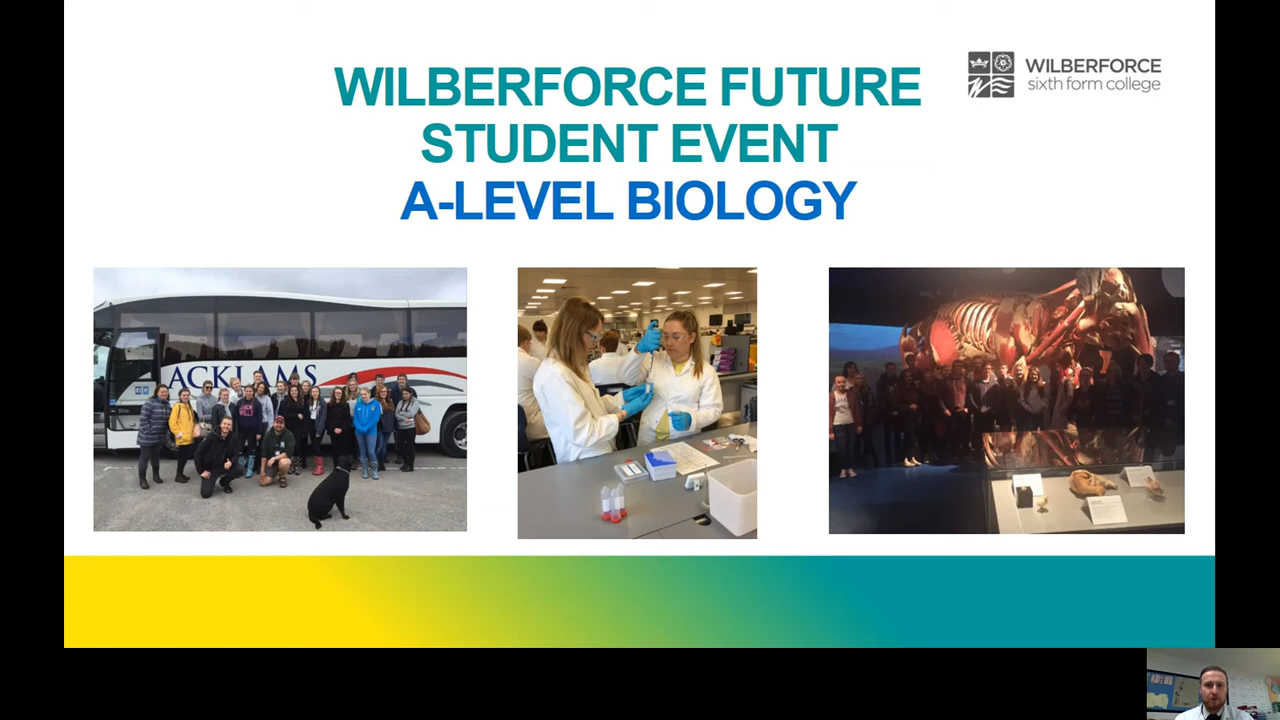 WILBERFORCE FUTURE
STUDENT EVENT
A-LEVEL BIOLOGY
WILBERFORCE
sixth form college
ACKLAMS